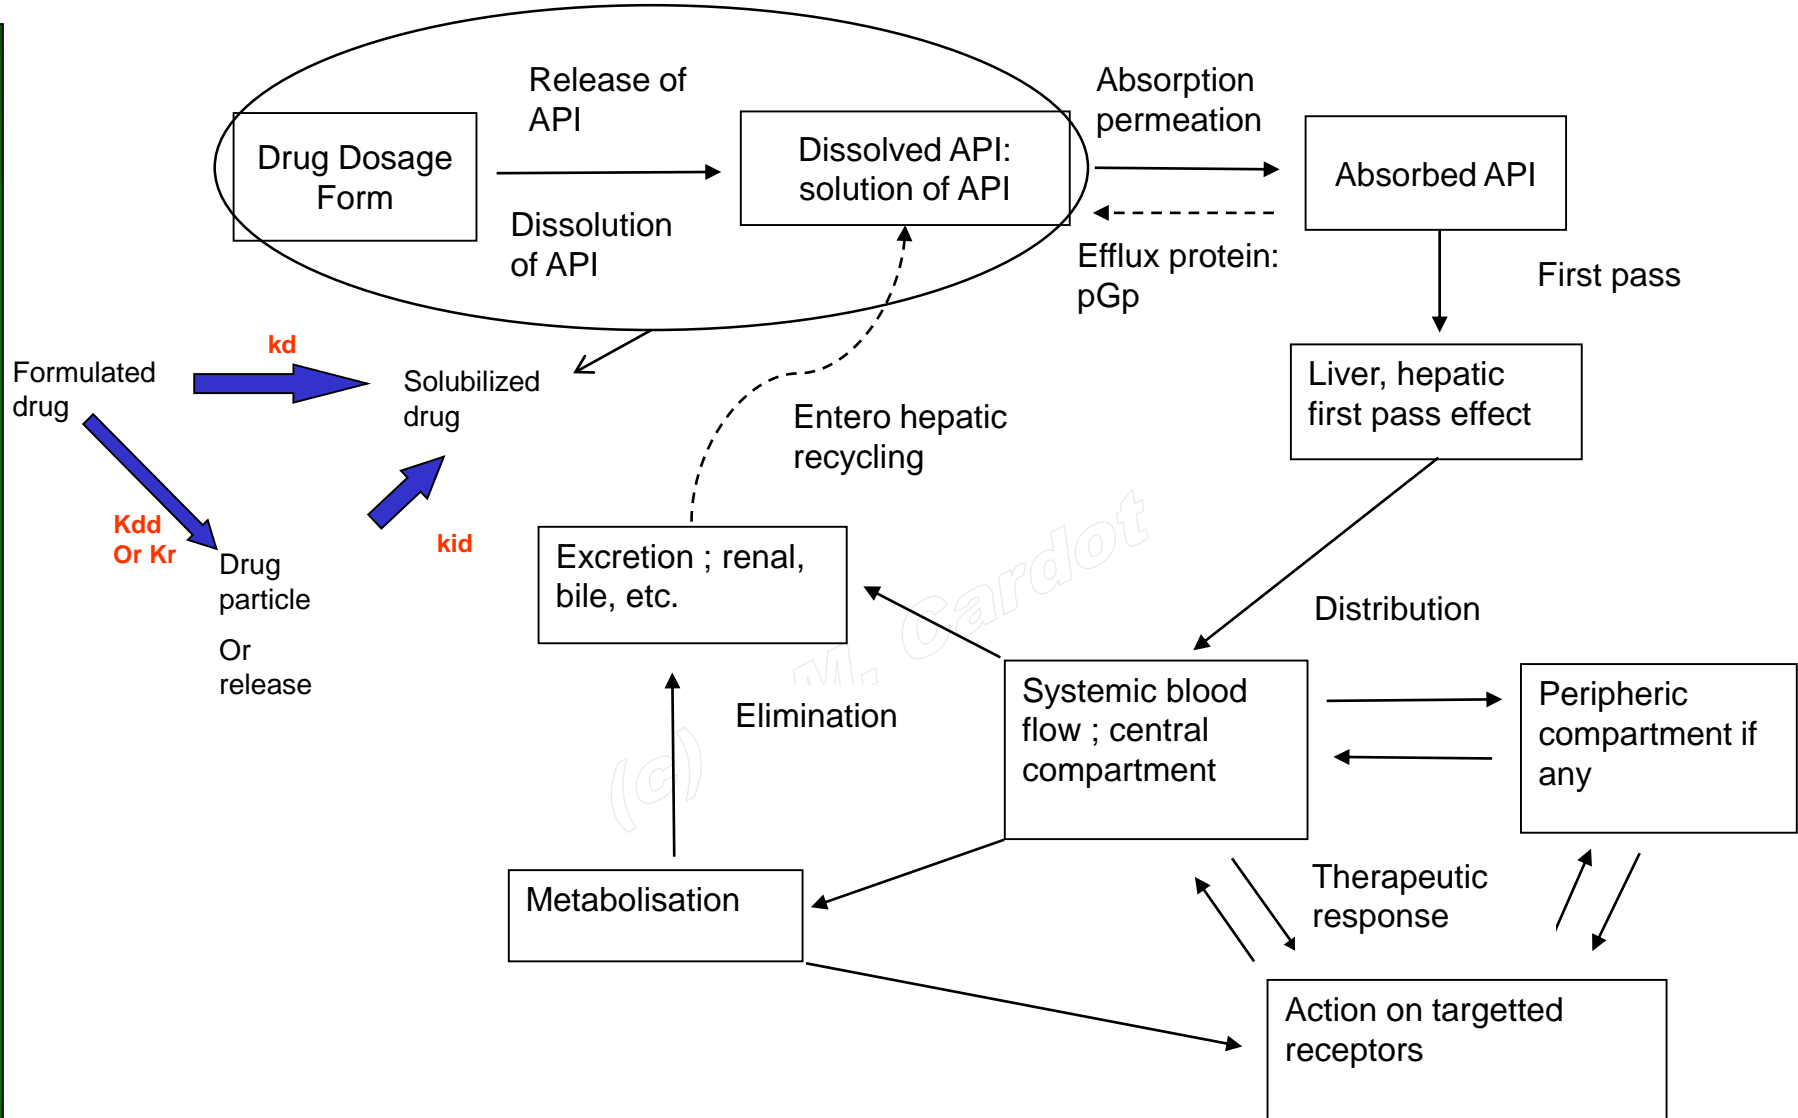 Release of
API
Absorption
permeation
Drug Dosage
Form
Dissolved API:
solution of API
Absorbed API
Dissolution
of API
Efflux protein:
pGp
First pass
kd
Formulated
drug
Solubilized
drug
Liver, hepatic
first pass effect
Entero hepatic
recycling
Kdd
Or Kr
kid
Drug
particle
Or
release
Excretion ; renal,
bile, etc.
Distribution
Elimination
Systemic blood
flow ; central
compartment
Peripheric
compartment if
any
Metabolisation
Therapeutic
response
Action on targetted
receptors
(c) M. Cardot